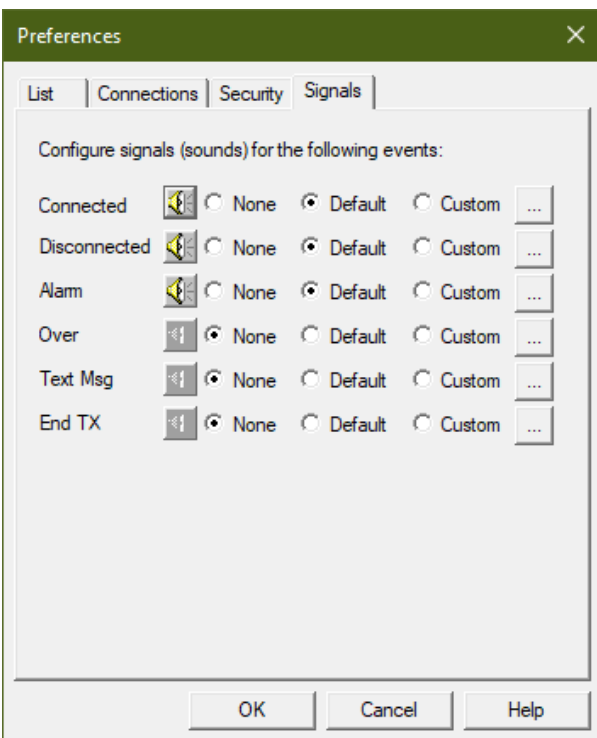 Preferences
List Connections Security Signals
Configure signals (sounds) for the following events:
Connected None Default Custom ...
Disconnected None Default Custom ...
Alarm None Default Custom ...
Over None Default Custom ...
Text Msg None Default Custom ...
End TX None Default Custom ...
OK Cancel Help